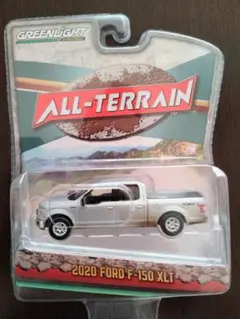 GREENLIGHT
ALL-TERRAIN
2020 FORD F-150 XLT